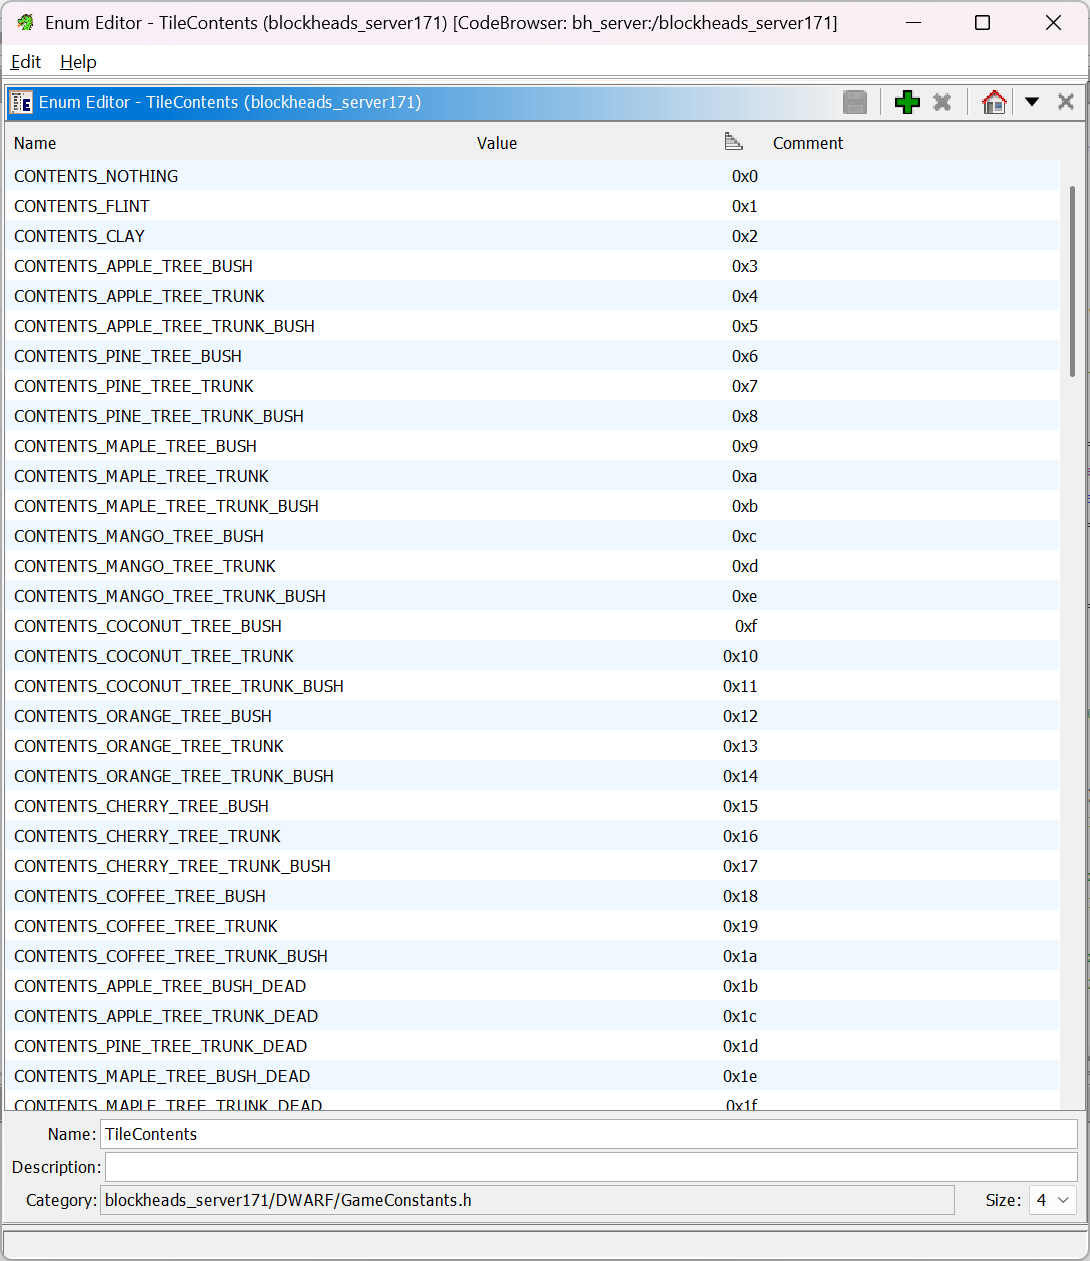 Enum Editor - TileContents (blockheads_server171) [CodeBrowser: bh_server:/blockheads_server171]
Edit Help
Enum Editor - TileContents (blockheads_server171)
Name Value Comment
CONTENTS_NOTHING 0x0
CONTENTS_FLINT 0x1
CONTENTS_CLAY 0x2
CONTENTS_APPLE_TREE_BUSH 0x3
CONTENTS_APPLE_TREE_TRUNK 0x4
CONTENTS_APPLE_TREE_TRUNK_BUSH 0x5
CONTENTS_PINE_TREE_BUSH 0x6
CONTENTS_PINE_TREE_TRUNK 0x7
CONTENTS_PINE_TREE_TRUNK_BUSH 0x8
CONTENTS_MAPLE_TREE_BUSH 0x9
CONTENTS_MAPLE_TREE_TRUNK 0xa
CONTENTS_MAPLE_TREE_TRUNK_BUSH 0xb
CONTENTS_MANGO_TREE_BUSH 0xc
CONTENTS_MANGO_TREE_TRUNK 0xd
CONTENTS_MANGO_TREE_TRUNK_BUSH 0xe
CONTENTS_COCONUT_TREE_BUSH 0xf
CONTENTS_COCONUT_TREE_TRUNK 0x10
CONTENTS_COCONUT_TREE_TRUNK_BUSH 0x11
CONTENTS_ORANGE_TREE_BUSH 0x12
CONTENTS_ORANGE_TREE_TRUNK 0x13
CONTENTS_ORANGE_TREE_TRUNK_BUSH 0x14
CONTENTS_CHERRY_TREE_BUSH 0x15
CONTENTS_CHERRY_TREE_TRUNK 0x16
CONTENTS_CHERRY_TREE_TRUNK_BUSH 0x17
CONTENTS_COFFEE_TREE_BUSH 0x18
CONTENTS_COFFEE_TREE_TRUNK 0x19
CONTENTS_COFFEE_TREE_TRUNK_BUSH 0x1a
CONTENTS_APPLE_TREE_BUSH_DEAD 0x1b
CONTENTS_APPLE_TREE_TRUNK_DEAD 0x1c
CONTENTS_PINE_TREE_TRUNK_DEAD 0x1d
CONTENTS_MAPLE_TREE_BUSH_DEAD 0x1e
CONTENTS_MAPLE_TREE_TRUNK_DEAD 0x1f
Name: TileContents
Description:
Category: blockheads_server171/DWARF/GameConstants.h Size: 4